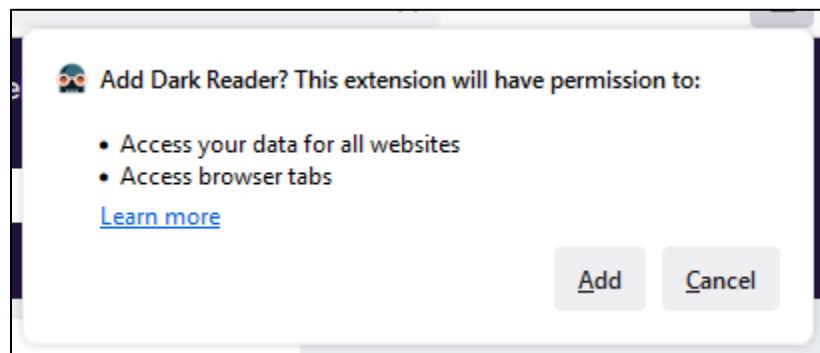 Add Dark Reader? This extension will have permission to:
• Access your data for all websites
• Access browser tabs
Learn more
Add
Cancel